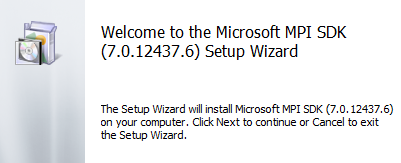 Welcome to the Microsoft MPI SDK
(7.0.12437.6) Setup Wizard
The Setup Wizard will install Microsoft MPI SDK (7.0.12437.6)
on your computer. Click Next to continue or Cancel to exit
the Setup Wizard.